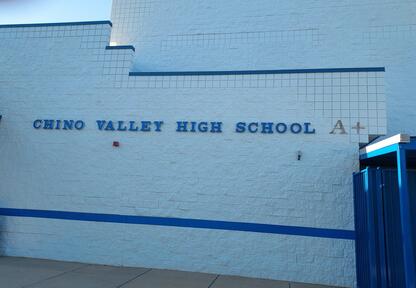 CHINO VALLEY HIGH SCHOOL A+